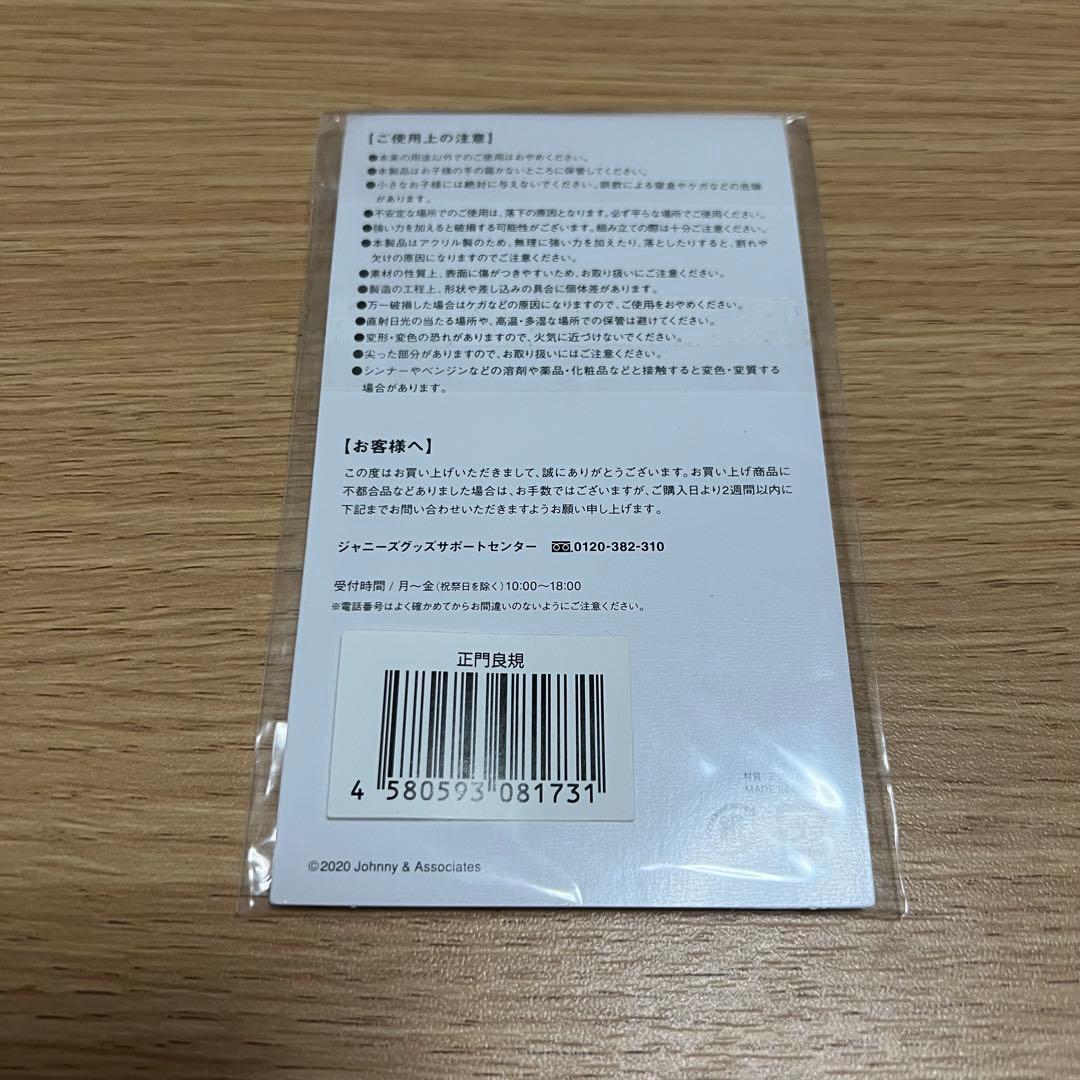 【ご使用上の注意】
●本来の用途以外でのご使用はおやめください。
●本製品はお子様の手の届かないところに保管してください。
●小さなお子様には絶対に与えないでください。誤飲による窒息やケガなどの危険
があります。
●不安定な場所でのご使用は、落下の原因となります。必ず平らな場所でご使用ください。
●強い力を加えると破損する可能性がございます。組み立ての際は十分ご注意ください。
●本製品はアクリル製のため、無理に強い力を加えたり、落としたりすると、割れや
欠けの原因になりますのでご注意ください。
●素材の性質上、表面に傷がつきやすいため、お取り扱いにご注意ください。
●製造の工程上、形状や差し込みの具合に個体差があります。
●万一破損した場合はケガなどの原因になりますので、ご使用をおやめください。
●直射日光の当たる場所や、高温・多湿な場所での保管は避けてください。
●変形・変色の恐れがありますので、火気に近づけないでください。
●尖った部分がありますので、お取り扱いにはご注意ください。
●シンナーやベンジンなどの溶剤や薬品・化粧品などと接触すると変色・変質する
場合があります。
【お客様へ】
この度はお買い上げいただきまして、誠にありがとうございます。お買い上げ商品に
不都合品などありました場合は、お手数ではございますが、ご購入日より2週間以内に
下記までお問い合わせいただきますようお願い申し上げます。
ジャニーズグッズサポートセンター 0120-382-310
受付時間 / 月〜金(祝祭日を除く)10:00〜18:00
※電話番号はよく確かめてからお間違いのないようにご注意ください。
正門良規
4 580593 081731
材質:アクリル
MADE IN
©2020 Johnny & Associates